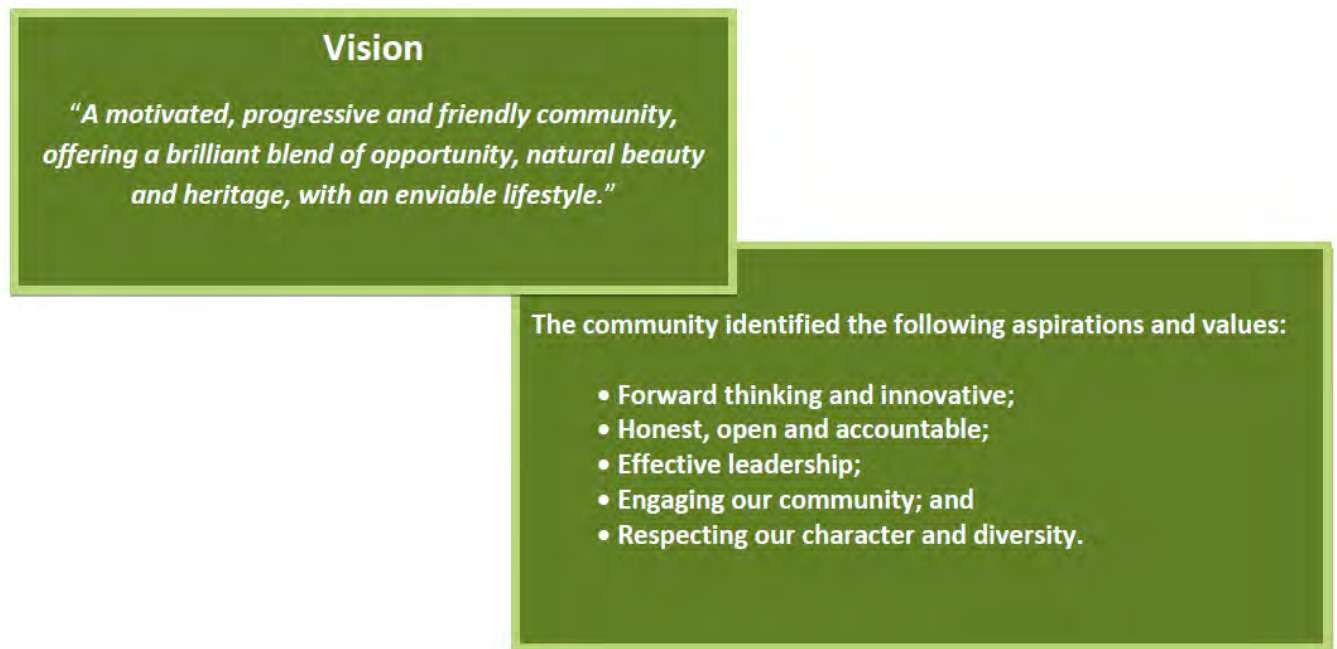 Vision
“A motivated, progressive and friendly community,
offering a brilliant blend of opportunity, natural beauty
and heritage, with an enviable lifestyle.”
The community identified the following aspirations and values:
• Forward thinking and innovative;
• Honest, open and accountable;
• Effective leadership;
• Engaging our community; and
• Respecting our character and diversity.